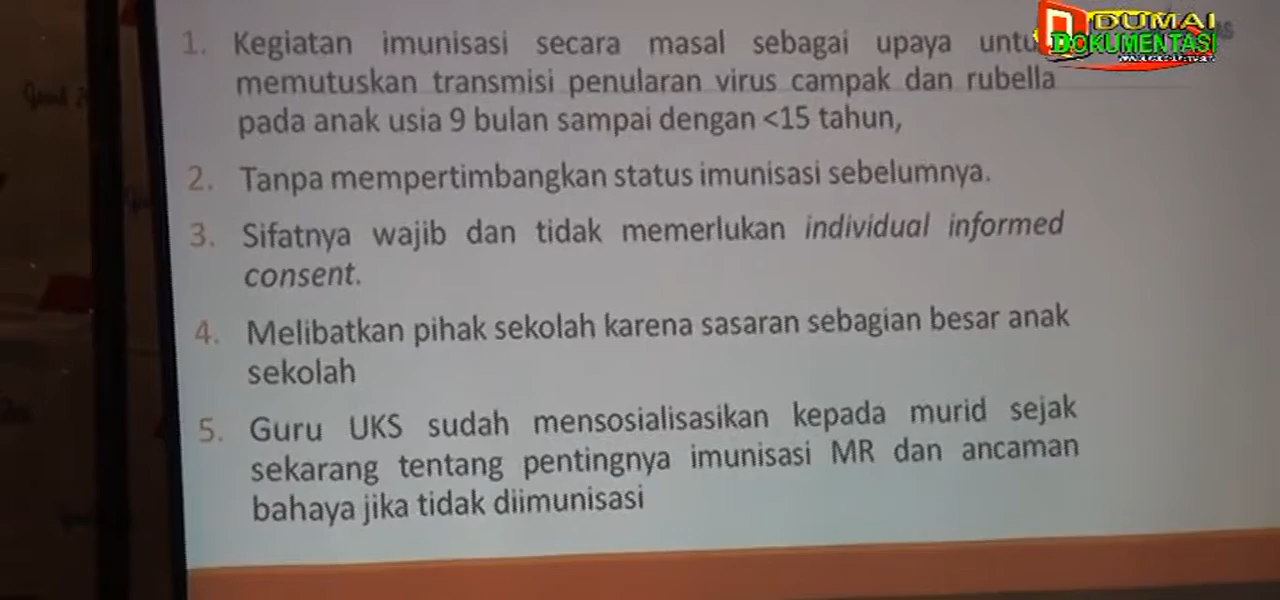 DUMAI
DOKUMENTASI
1. Kegiatan imunisasi secara masal sebagai upaya
memutuskan transmisi penularan virus campak dan rubella
pada anak usia 9 bulan sampai dengan <15 tahun,
2. Tanpa mempertimbangkan status imunisasi sebelumnya.
3. Sifatnya wajib dan tidak memerlukan individual informed
consent.
4. Melibatkan pihak sekolah karena sasaran sebagian besar anak
sekolah
5. Guru UKS sudah mensosialisasikan kepada murid sejak
sekarang tentang pentingnya imunisasi MR dan ancaman
bahaya jika tidak diimunisasi